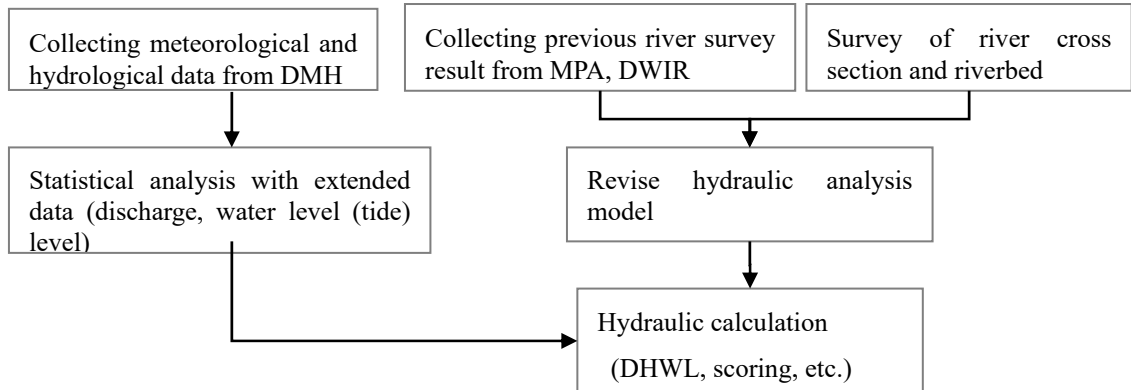 Collecting meteorological and
hydrological data from DMH
Collecting previous river survey
result from MPA, DWIR
Survey of river cross
section and riverbed
Statistical analysis with extended
data (discharge, water level (tide)
level)
Revise hydraulic analysis
model
Hydraulic calculation
(DHWL, scoring, etc.)